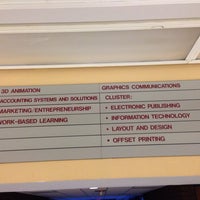 3D ANIMATION
ACCOUNTING SYSTEMS AND SOLUTIONS
MARKETING/ENTREPRENEURSHIP
WORK-BASED LEARNING
GRAPHICS COMMUNICATIONS
CLUSTER:
• ELECTRONIC PUBLISHING
• INFORMATION TECHNOLOGY
• LAYOUT AND DESIGN
• OFFSET PRINTING